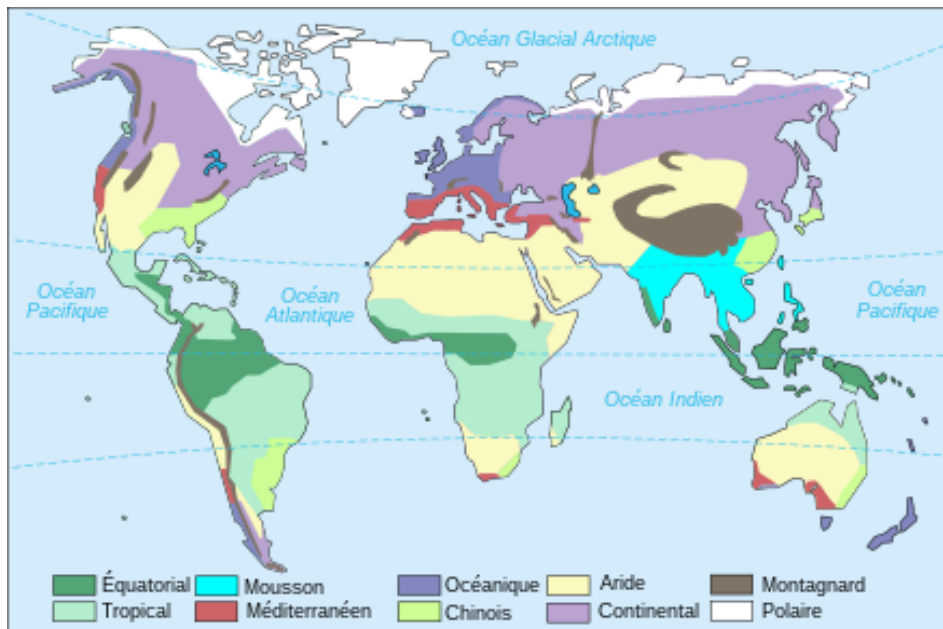 Océan Glacial Arctique
Océan
Pacifique
Océan
Atlantique
Océan
Pacifique
Océan Indien
Équatorial
Mousson
Océanique
Aride
Montagnard
Tropical
Méditerranéen
Chinois
Continental
Polaire